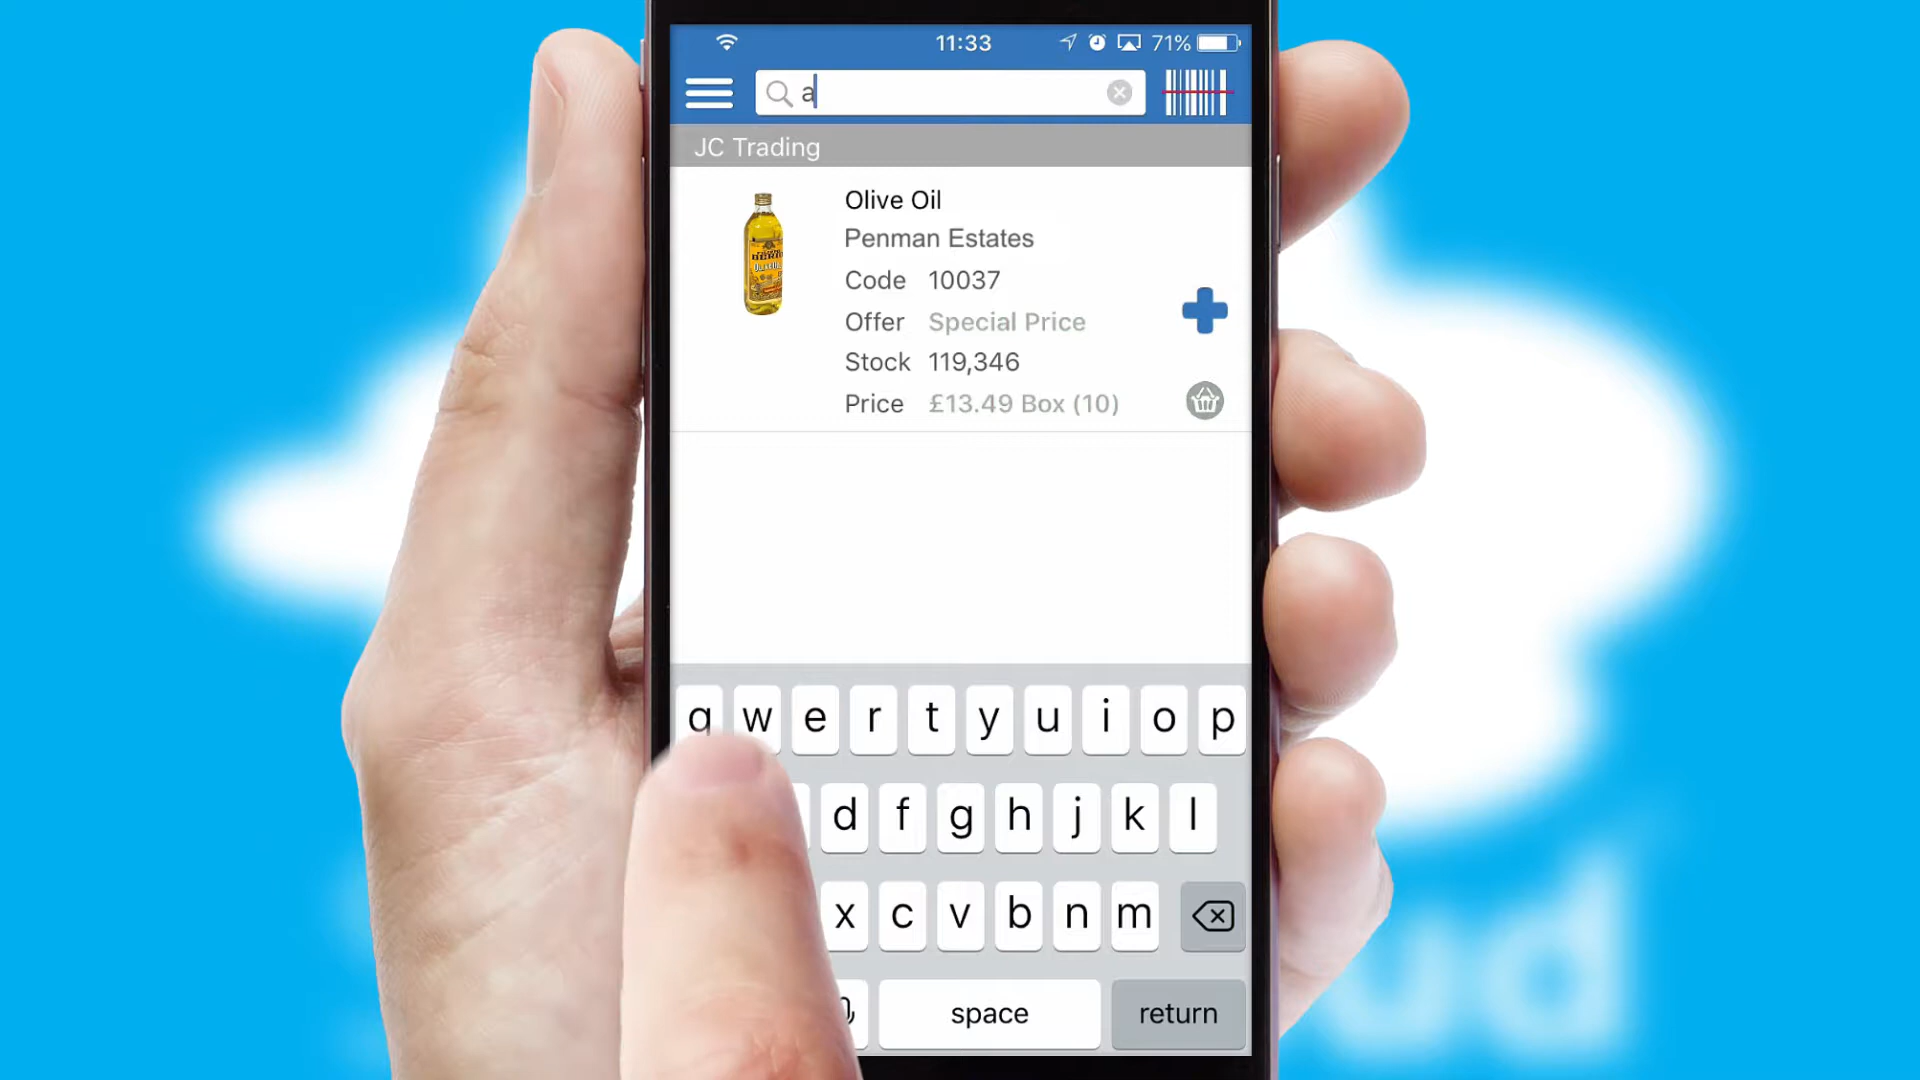 11:33
71%
a
JC Trading
Olive Oil
Penman Estates
Code 10037
Offer Special Price
Stock 119,346
Price £13.49 Box (10)
q w e r t y u i o p
d f g h j k l
x c v b n m
space return
ud